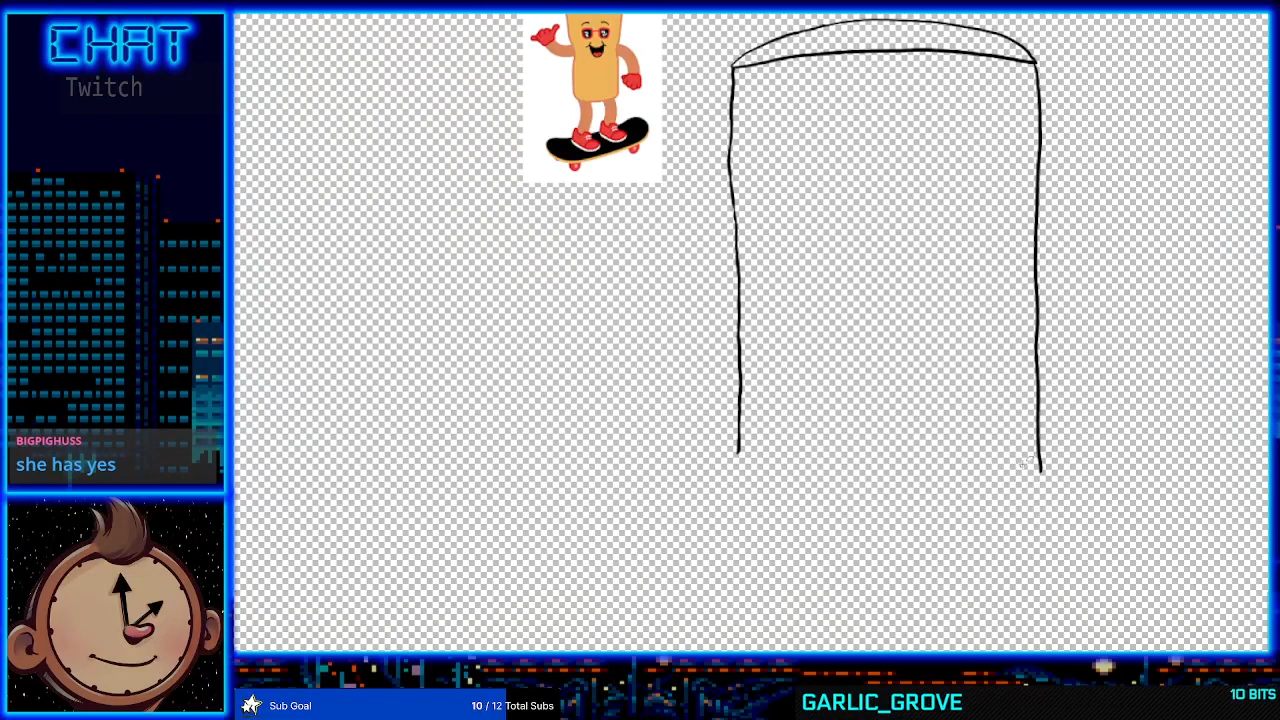 CHAT
Twitch
BIGPIGHUSS
she has yes
Sub Goal
10 / 12 Total Subs
GARLIC_GROVE
10 BITS